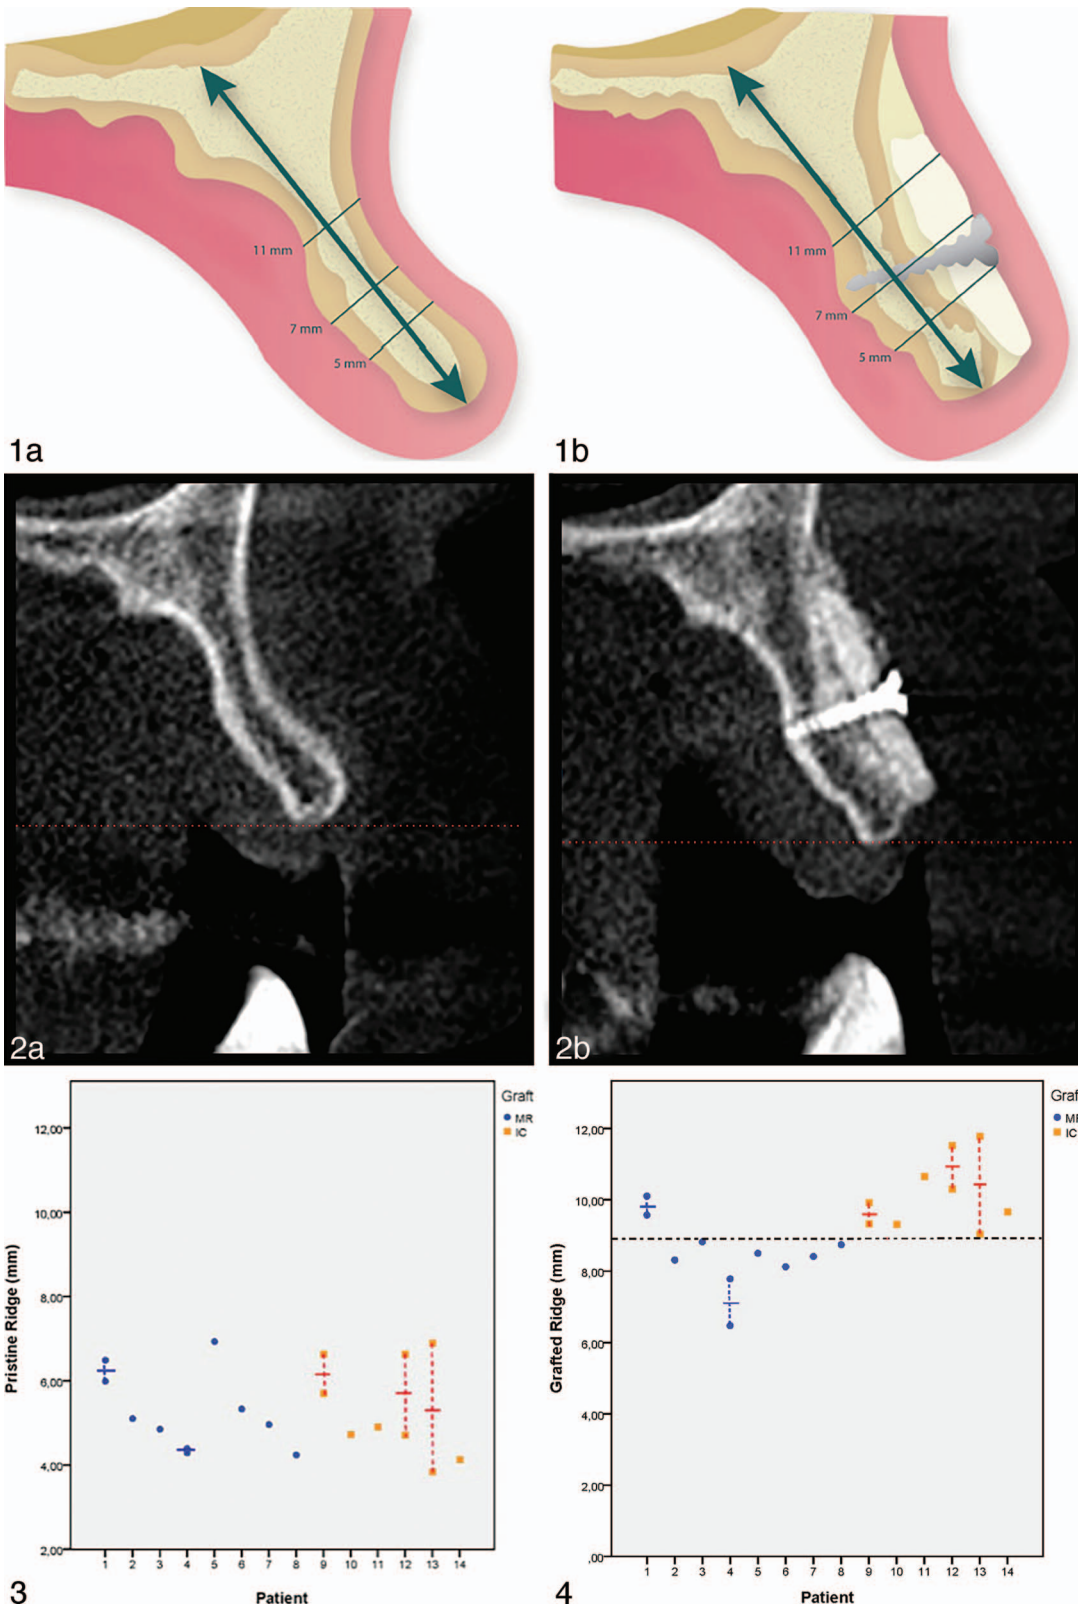 11 mm
7 mm
5 mm
1a
11 mm
7 mm
5 mm
1b
2a
2b
Graft
MR
IC
12,00
10,00
8,00
6,00
4,00
2,00
Pristine Ridge (mm)
1 2 3 4 5 6 7 8 9 10 11 12 13 14
Patient
3
Graf
MR
IC
12,00
10,00
8,00
6,00
4,00
2,00
,00
Grafted Ridge (mm)
1 2 3 4 5 6 7 8 9 10 11 12 13 14
Patient
4